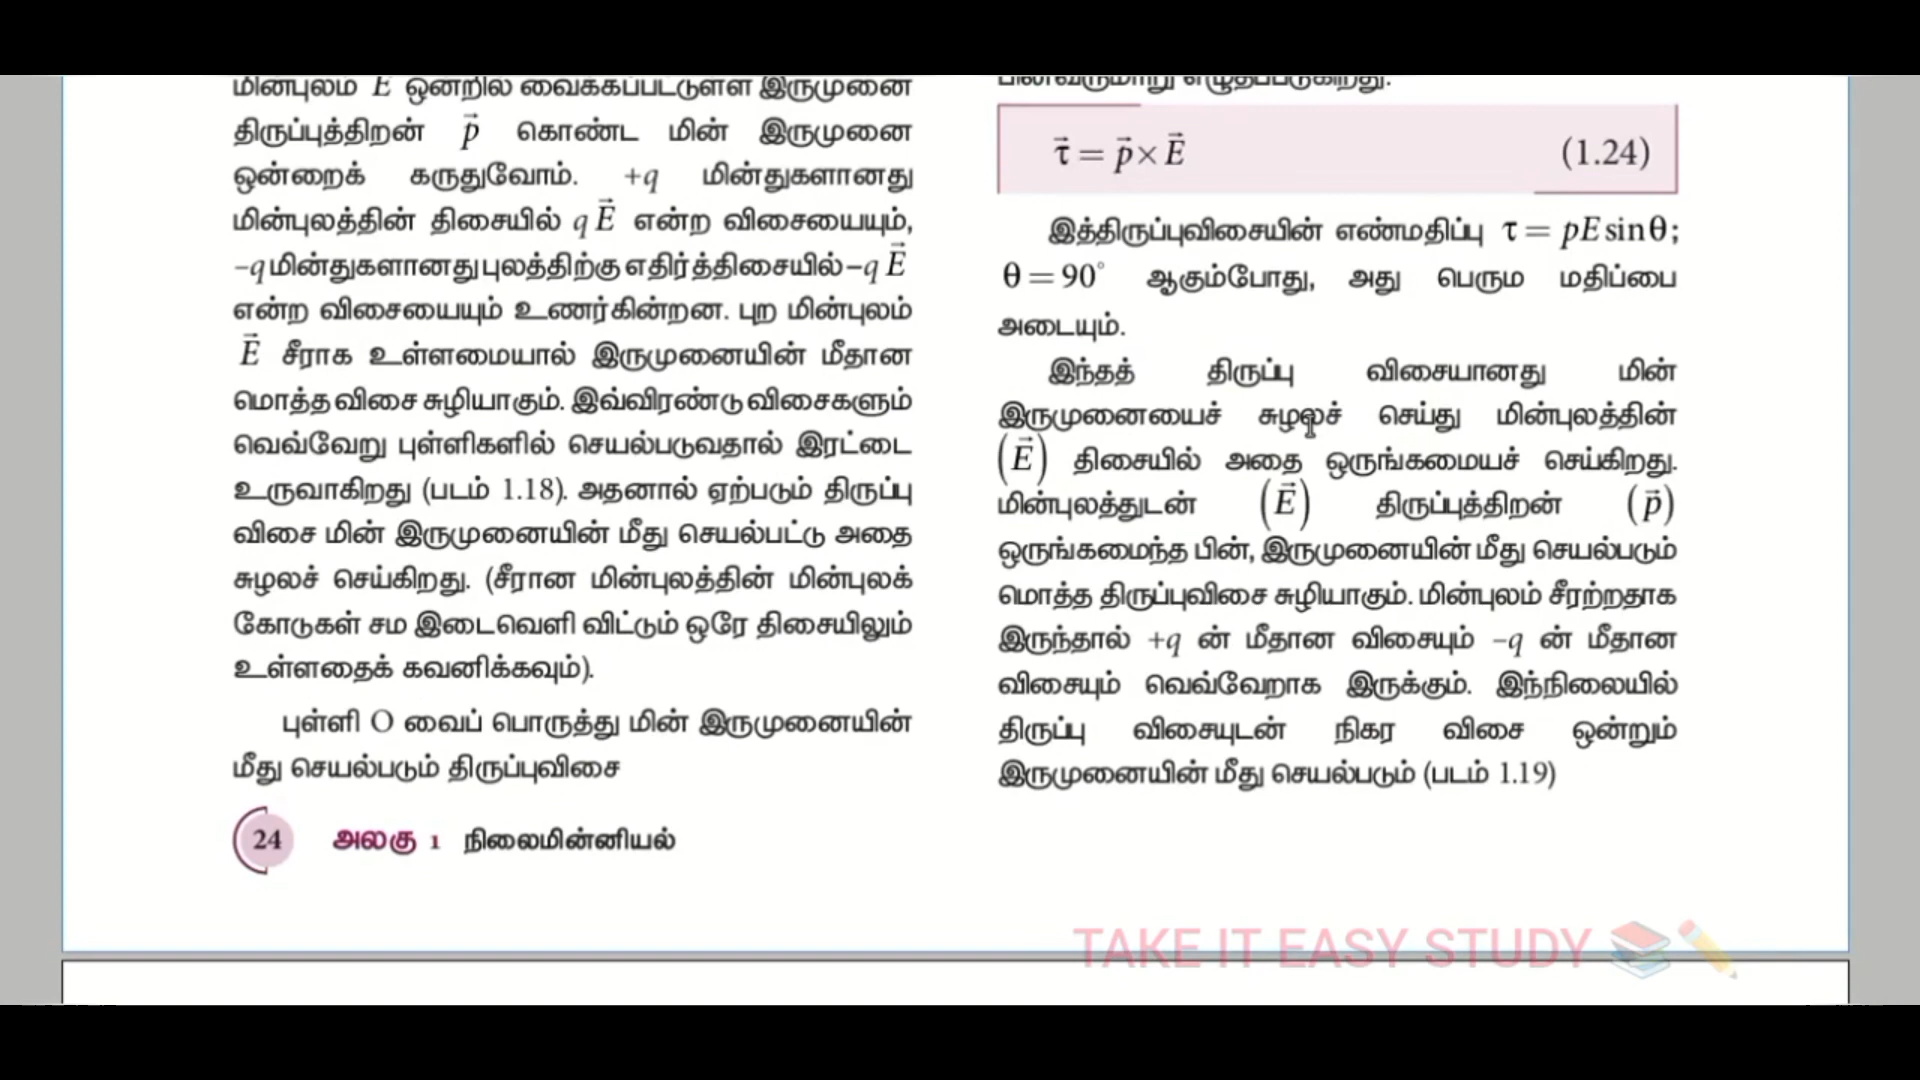 மின்புலம் E ஒன்றில் வைக்கப்பட்டுள்ள இருமுனை
திருப்புத்திறன் p⃗ கொண்ட மின் இருமுனை
ஒன்றைக் கருதுவோம். +q மின்துகளானது
மின்புலத்தின் திசையில் q E⃗ என்ற விசையையும்,
–q மின்துகளானது புலத்திற்கு எதிர்த்திசையில் –q E⃗
என்ற விசையையும் உணர்கின்றன. புற மின்புலம்
E⃗ சீராக உள்ளமையால் இருமுனையின் மீதான
மொத்த விசை சுழியாகும். இவ்விரண்டு விசைகளும்
வெவ்வேறு புள்ளிகளில் செயல்படுவதால் இரட்டை
உருவாகிறது (படம் 1.18). அதனால் ஏற்படும் திருப்பு
விசை மின் இருமுனையின் மீது செயல்பட்டு அதை
சுழலச் செய்கிறது. (சீரான மின்புலத்தின் மின்புலக்
கோடுகள் சம இடைவெளி விட்டும் ஒரே திசையிலும்
உள்ளதைக் கவனிக்கவும்).
புள்ளி O வைப் பொருத்து மின் இருமுனையின்
மீது செயல்படும் திருப்புவிசை
24 அலகு 1 நிலைமின்னியல்
பின்வருமாறு எழுதப்படுகிறது.
τ⃗ = p⃗ × E⃗ (1.24)
இத்திருப்புவிசையின் எண்மதிப்பு τ = pE sinθ;
θ = 90° ஆகும்போது, அது பெரும மதிப்பை
அடையும்.
இந்தத் திருப்பு விசையானது மின்
இருமுனையைச் சுழலச் செய்து மின்புலத்தின்
(E⃗) திசையில் அதை ஒருங்கமையச் செய்கிறது.
மின்புலத்துடன் (E⃗) திருப்புத்திறன் (p⃗)
ஒருங்கமைந்த பின், இருமுனையின் மீது செயல்படும்
மொத்த திருப்புவிசை சுழியாகும். மின்புலம் சீரற்றதாக
இருந்தால் +q ன் மீதான விசையும் –q ன் மீதான
விசையும் வெவ்வேறாக இருக்கும். இந்நிலையில்
திருப்பு விசையுடன் நிகர விசை ஒன்றும்
இருமுனையின் மீது செயல்படும் (படம் 1.19)
TAKE IT EASY STUDY